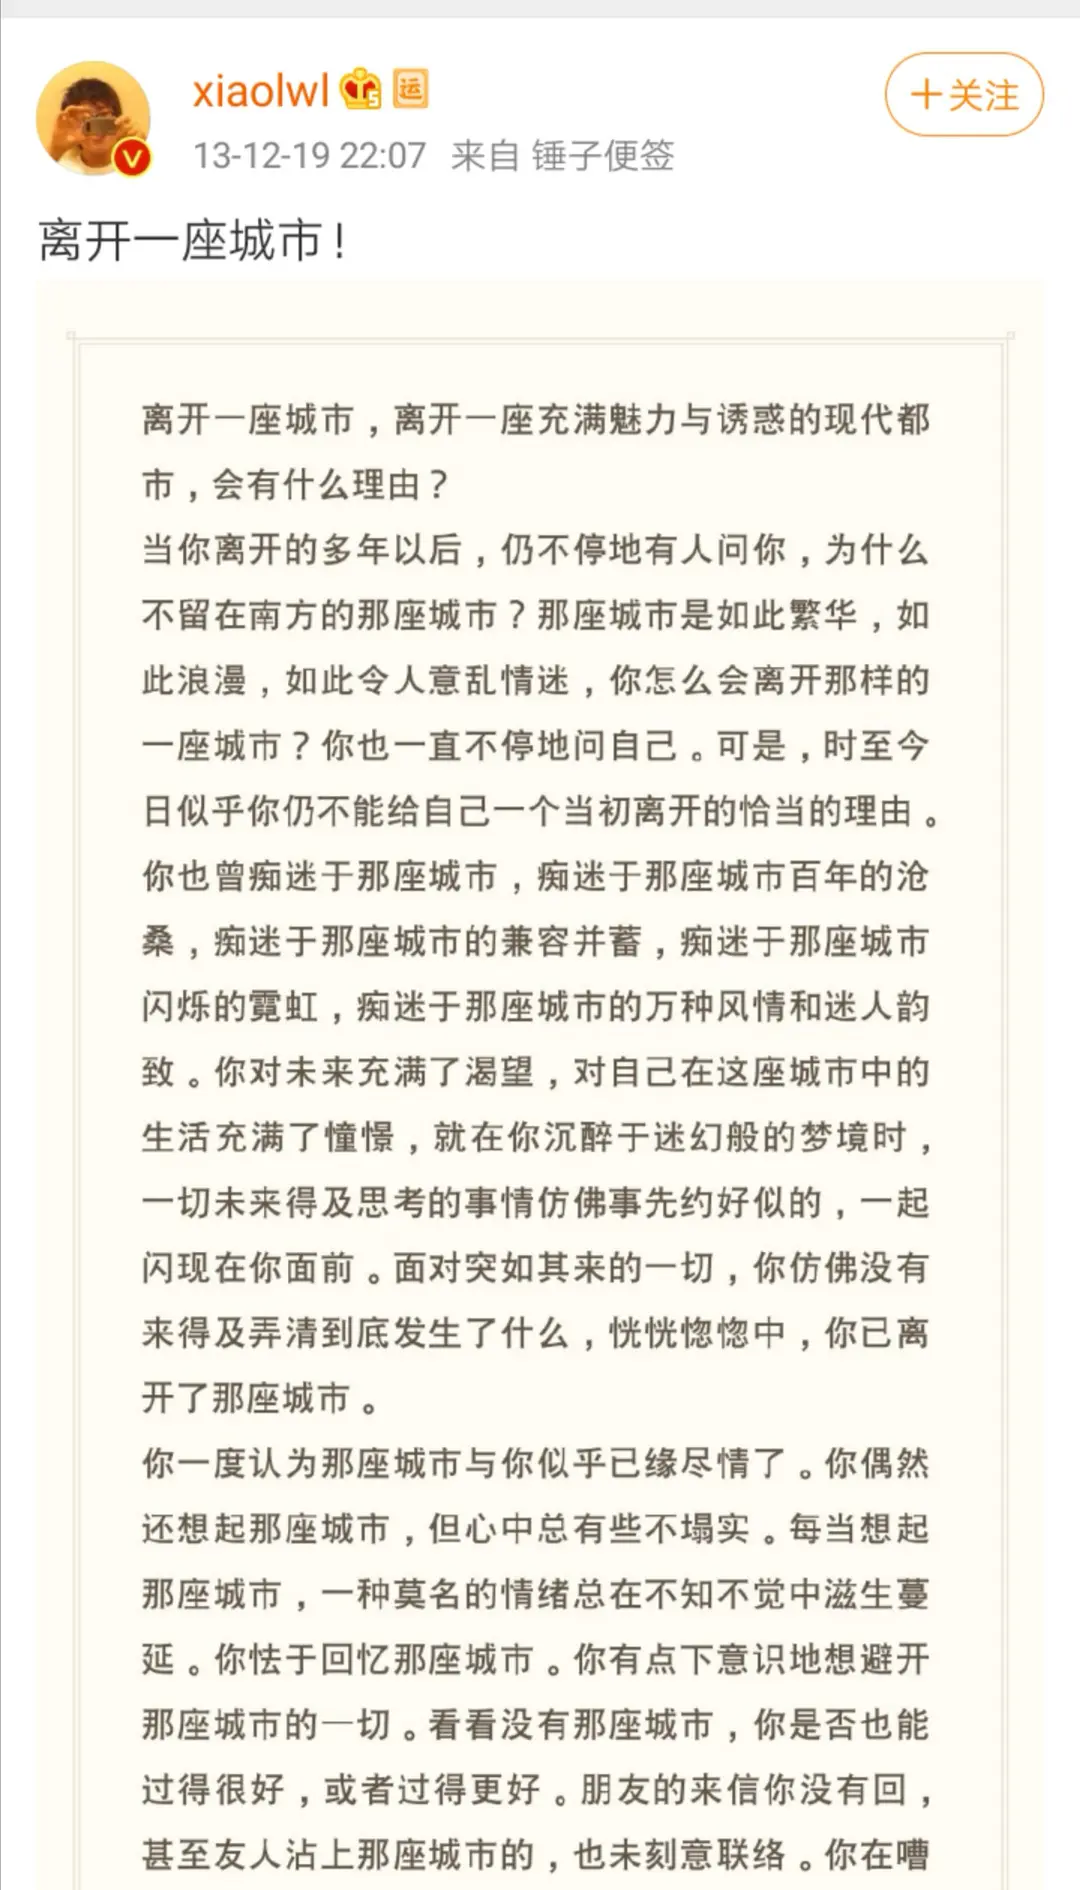 xiaolwl
运
+关注
13-12-19 22:07 来自 锤子便签
离开一座城市!
离开一座城市，离开一座充满魅力与诱惑的现代都
市，会有什么理由？
当你离开的多年以后，仍不停地有人问你，为什么
不留在南方的那座城市？那座城市是如此繁华，如
此浪漫，如此令人意乱情迷，你怎么会离开那样的
一座城市？你也一直不停地问自己。可是，时至今
日似乎你仍不能给自己一个当初离开的恰当的理由。
你也曾痴迷于那座城市，痴迷于那座城市百年的沧
桑，痴迷于那座城市的兼容并蓄，痴迷于那座城市
闪烁的霓虹，痴迷于那座城市的万种风情和迷人韵
致。你对未来充满了渴望，对自己在这座城市中的
生活充满了憧憬，就在你沉醉于迷幻般的梦境时，
一切未来得及思考的事情仿佛事先约好似的，一起
闪现在你面前。面对突如其来的一切，你仿佛没有
来得及弄清到底发生了什么，恍恍惚惚中，你已离
开了那座城市。
你一度认为那座城市与你似乎已缘尽情了。你偶然
还想起那座城市，但心中总有些不塌实。每当想起
那座城市，一种莫名的情绪总在不知不觉中滋生蔓
延。你怯于回忆那座城市。你有点下意识地想避开
那座城市的一切。看看没有那座城市，你是否也能
过得很好，或者过得更好。朋友的来信你没有回，
甚至友人沾上那座城市的，也未刻意联络。你在嘈